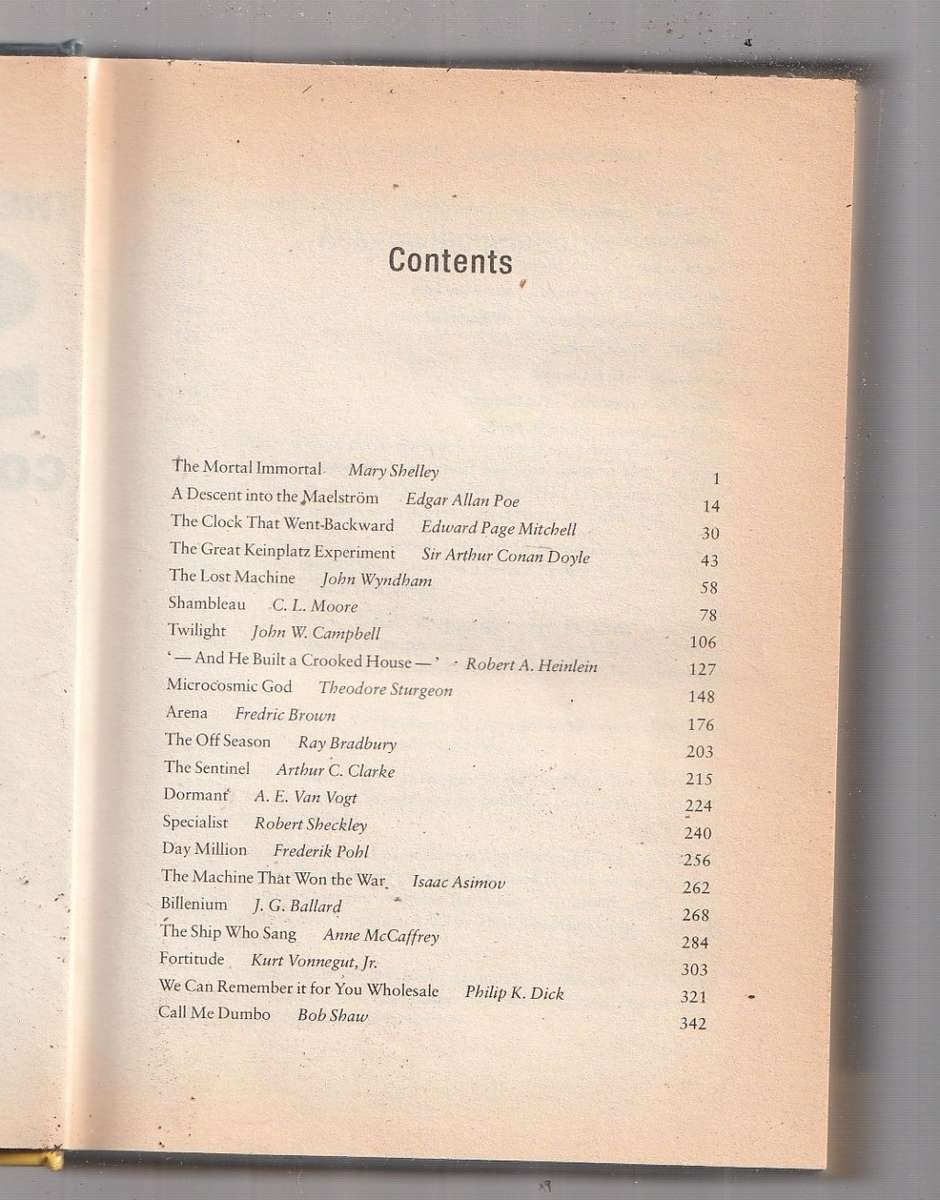 Contents
The Mortal Immortal Mary Shelley 1
A Descent into the Maelström Edgar Allan Poe 14
The Clock That Went Backward Edward Page Mitchell 30
The Great Keinplatz Experiment Sir Arthur Conan Doyle 43
The Lost Machine John Wyndham 58
Shambleau C. L. Moore 78
Twilight John W. Campbell 106
‘— And He Built a Crooked House —’ Robert A. Heinlein 127
Microcosmic God Theodore Sturgeon 148
Arena Fredric Brown 176
The Off Season Ray Bradbury 203
The Sentinel Arthur C. Clarke 215
Dormant A. E. Van Vogt 224
Specialist Robert Sheckley 240
Day Million Frederik Pohl 256
The Machine That Won the War Isaac Asimov 262
Billenium J. G. Ballard 268
The Ship Who Sang Anne McCaffrey 284
Fortitude Kurt Vonnegut, Jr. 303
We Can Remember it for You Wholesale Philip K. Dick 321
Call Me Dumbo Bob Shaw 342